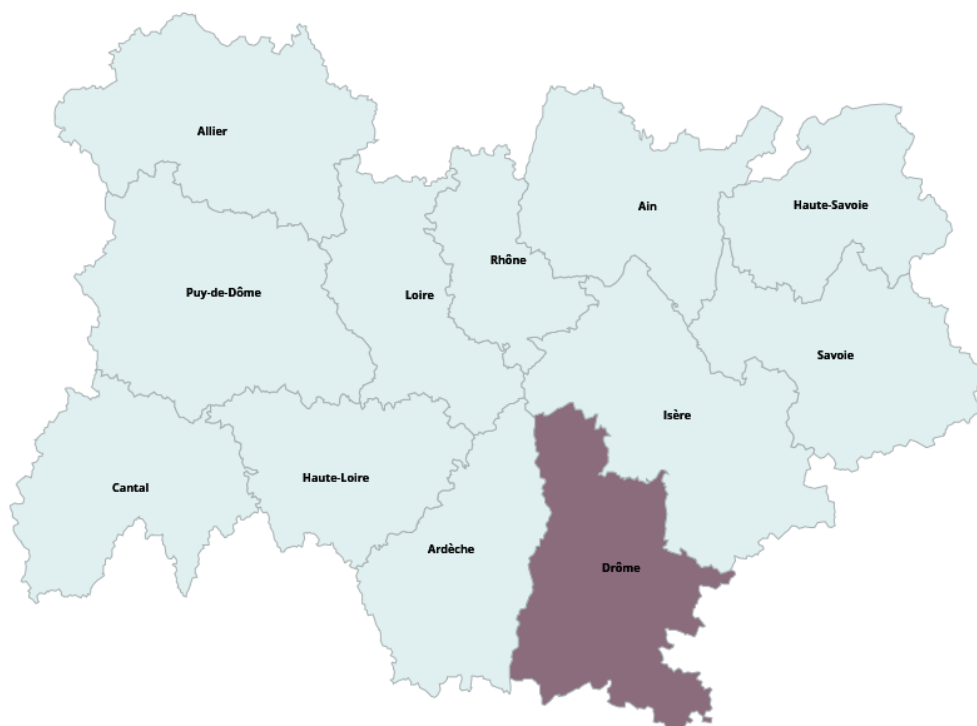 Allier
Ain
Haute-Savoie
Rhône
Puy-de-Dôme
Loire
Savoie
Isère
Haute-Loire
Cantal
Ardèche
Drôme